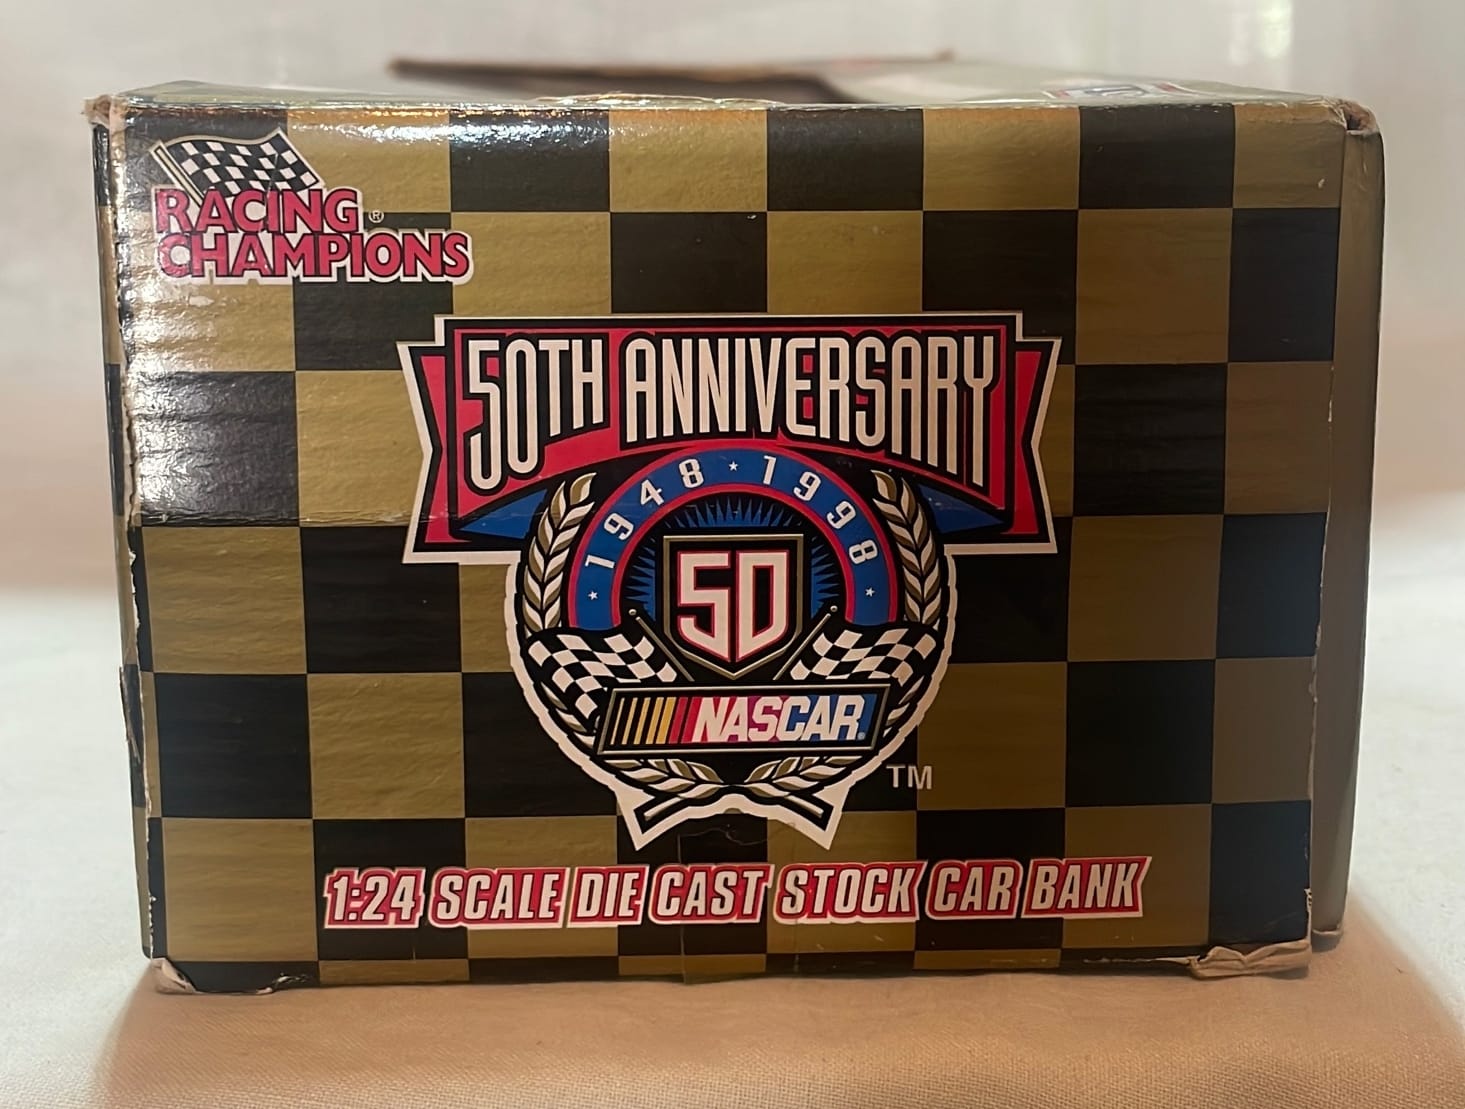 RACING
CHAMPIONS®
50TH ANNIVERSARY
1948 ★ 1998
50
NASCAR®
TM
1:24 SCALE DIE CAST STOCK CAR BANK